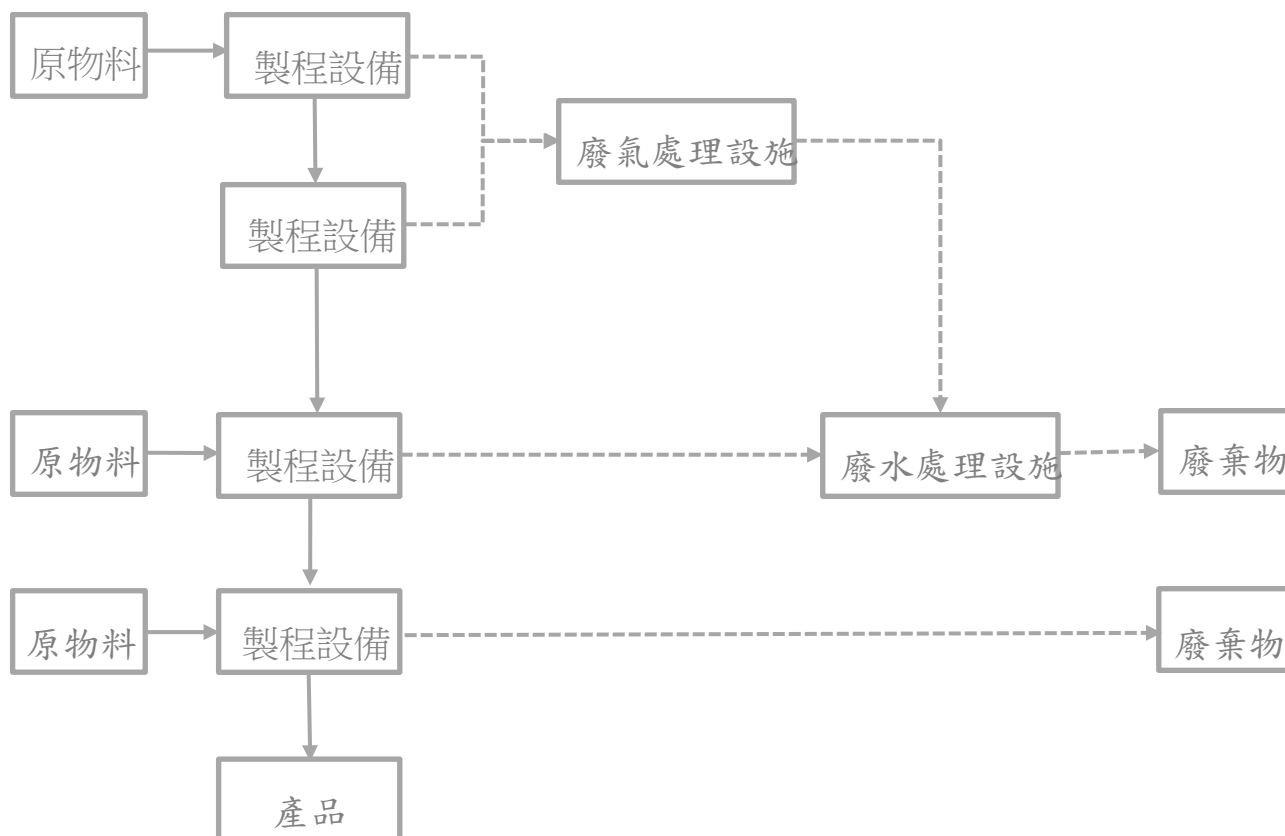 原物料
製程設備
廢氣處理設施
製程設備
原物料
製程設備
廢水處理設施
廢棄物
原物料
製程設備
廢棄物
產品